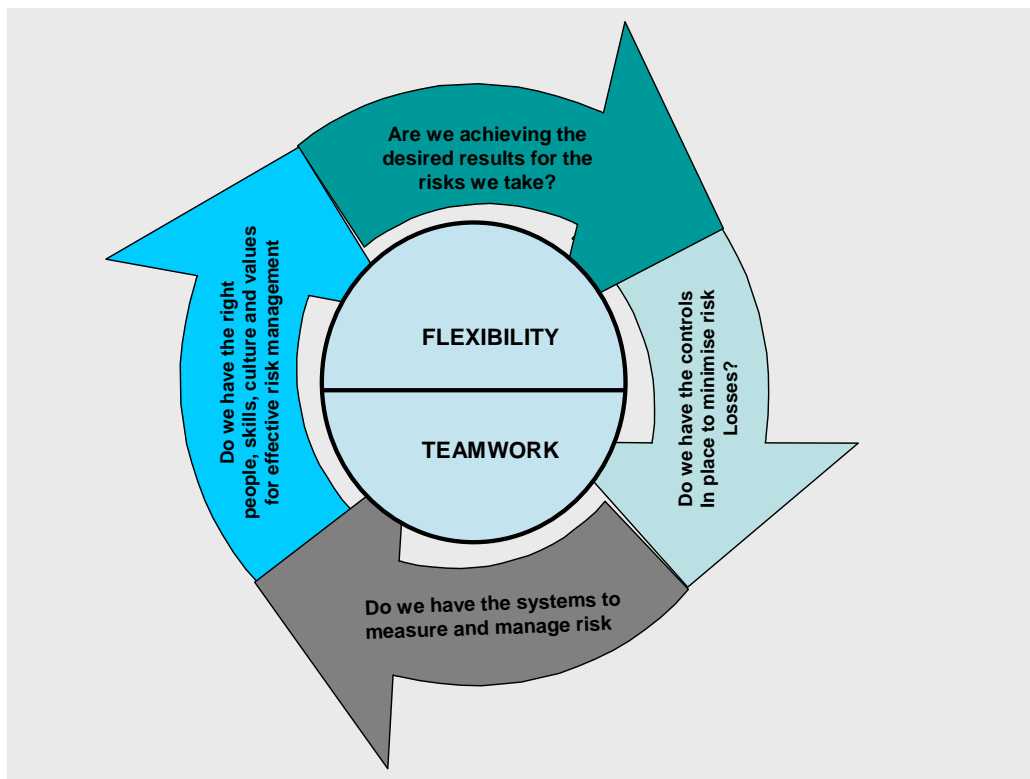 Are we achieving the
desired results for the
risks we take?
Do we have the controls
In place to minimise risk
Losses?
Do we have the systems to
measure and manage risk
Do we have the right
people, skills, culture and values
for effective risk management
FLEXIBILITY
TEAMWORK